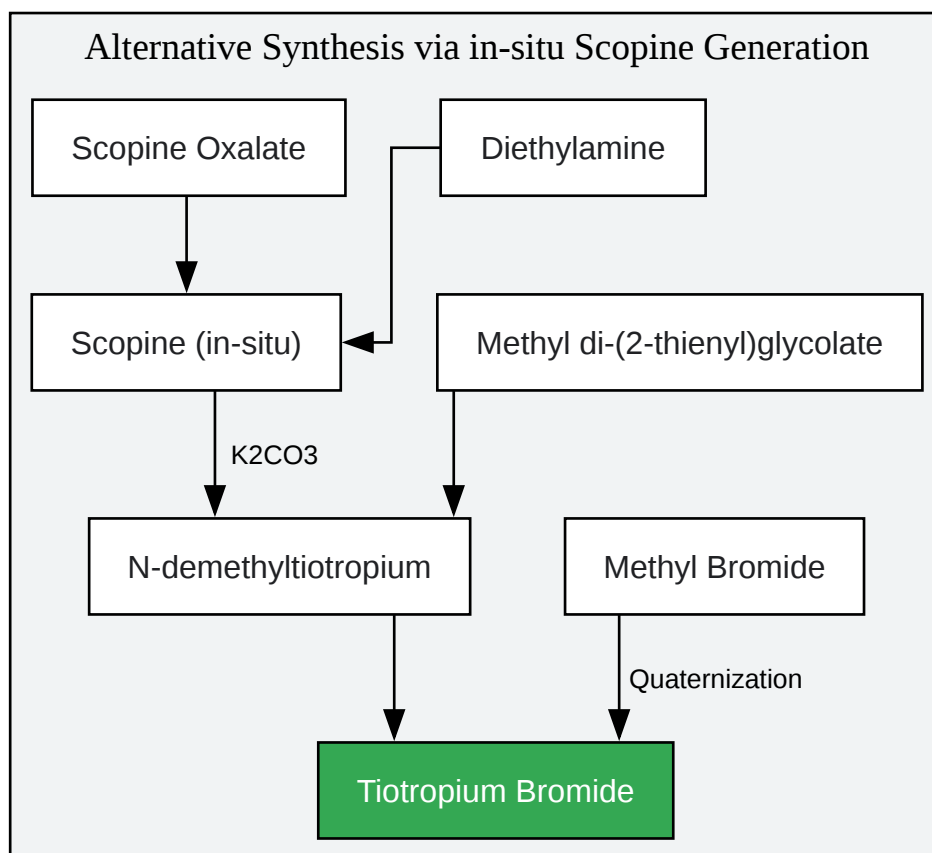 Alternative Synthesis via in-situ Scopine Generation
Scopine Oxalate
Diethylamine
Scopine (in-situ)
Methyl di-(2-thienyl)glycolate
K2CO3
N-demethyltiotropium
Methyl Bromide
Quaternization
Tiotropium Bromide